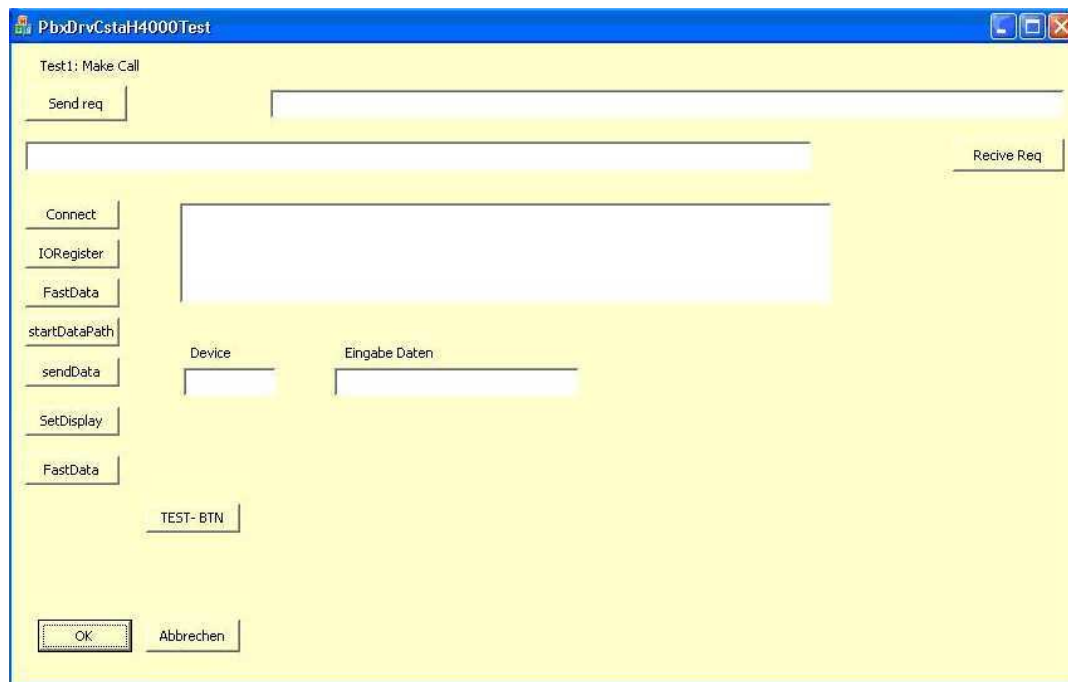 PbxDrvCstaH4000Test
Test1: Make Call
Send req
Recive Req
Connect
IORegister
FastData
startDataPath
Device
Eingabe Daten
sendData
SetDisplay
FastData
TEST- BTN
OK
Abbrechen